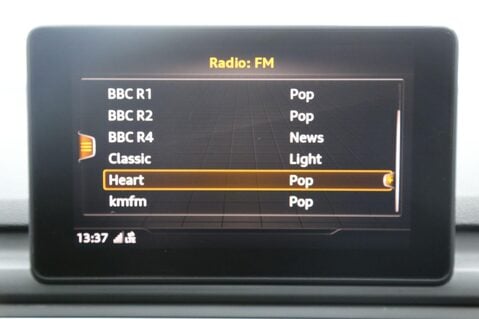 Radio: FM
BBC R1 Pop
BBC R2 Pop
BBC R4 News
Classic Light
Heart Pop
kmfm Pop
13:37